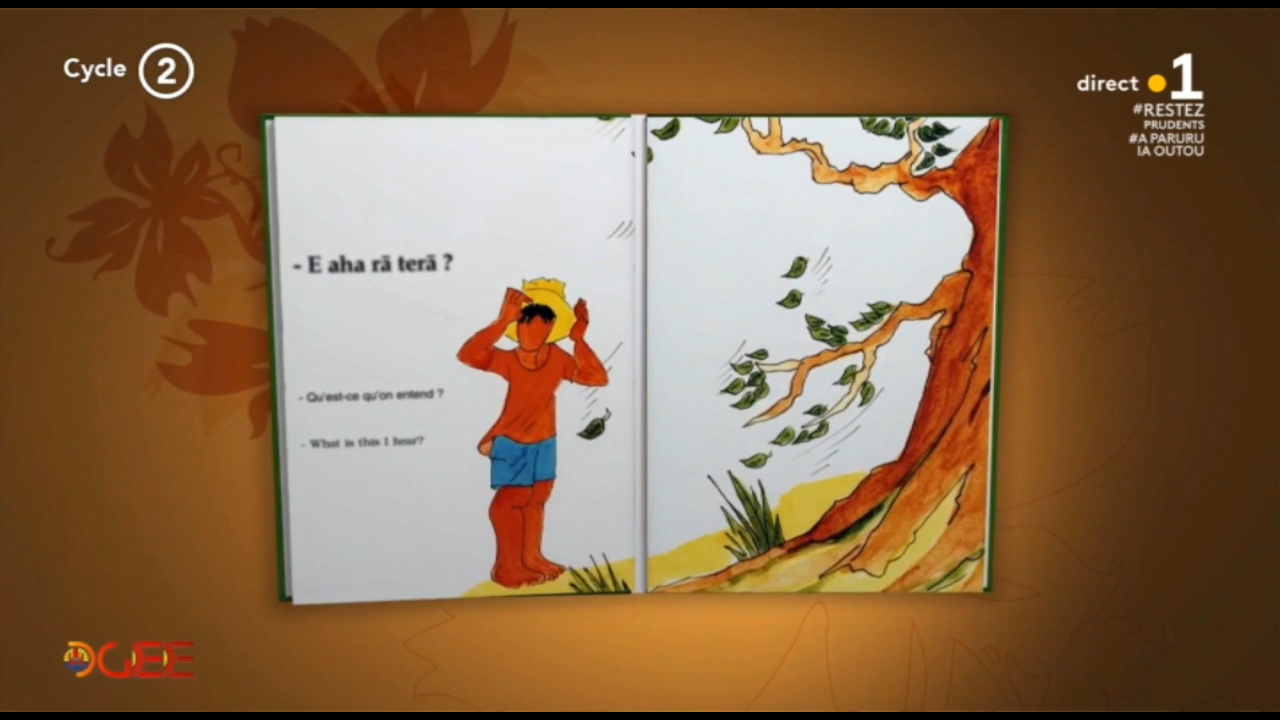 Cycle 2
direct 1
#RESTEZ
PRUDENTS
#A PARURU
IA OUTOU
- E aha rā terā ?
- Qu'est-ce qu'on entend ?
- What is this I hear?
DGEE